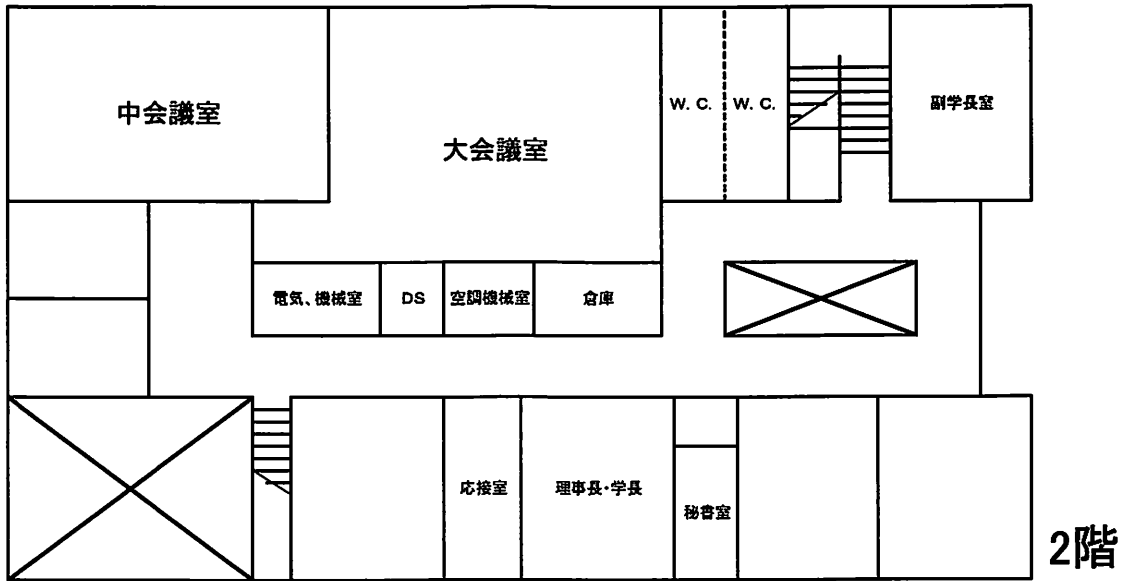 中会議室
大会議室
W. C.
W. C.
副学長室
電気、機械室
DS
空調機械室
倉庫
応接室
理事長・学長
秘書室
2階